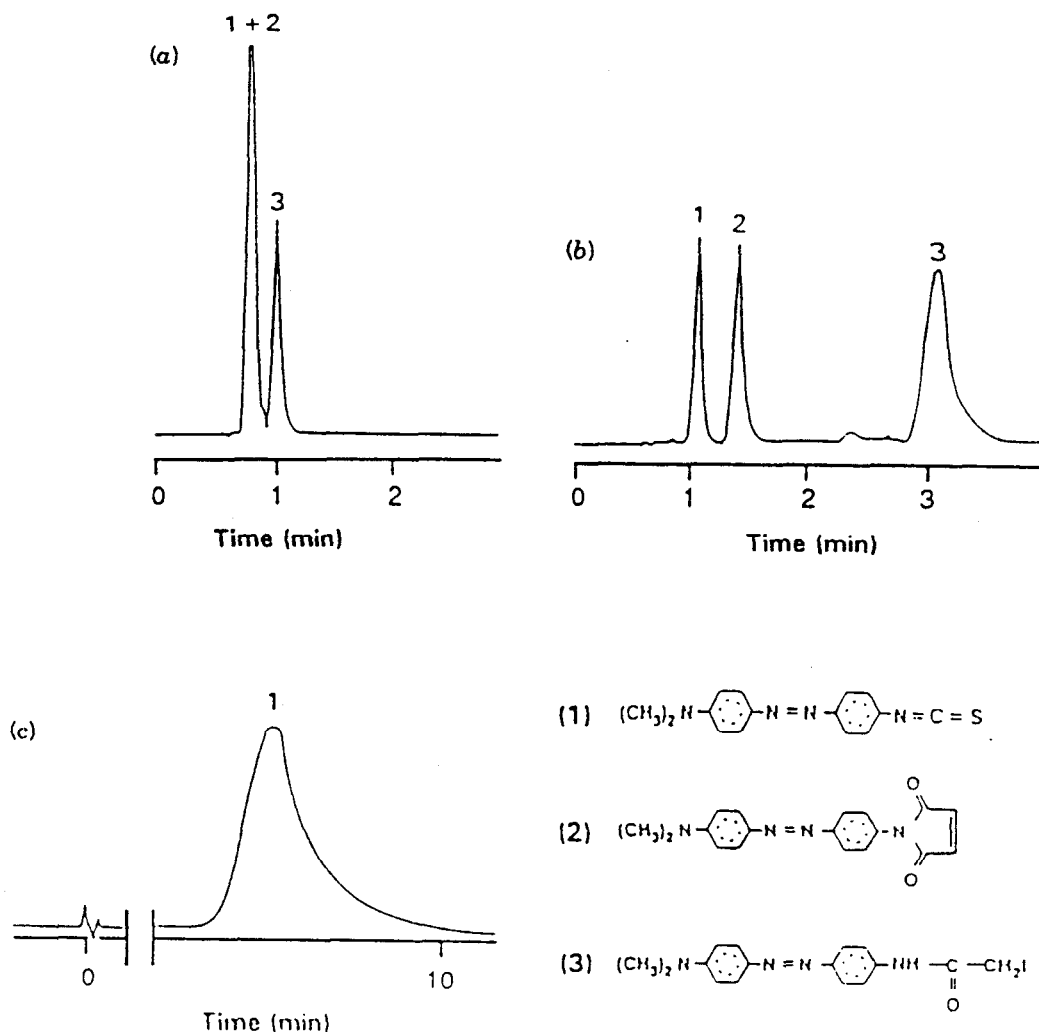 (a)
1 + 2
3
0 1 2
Time (min)
(b)
1 2 3
0 1 2 3
Time (min)
(c)
1
0 10
Time (min)
(1) (CH₃)₂ N N = N N = C = S
(2) (CH₃)₂ N N = N N
O
O
(3) (CH₃)₂ N N = N NH C CH₂I
O